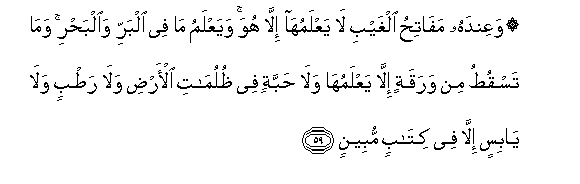 ۞ وَعِندَهُۥ مَفَاتِحُ ٱلْغَيْبِ لَا يَعْلَمُهَآ إِلَّا هُوَ ۚ وَيَعْلَمُ مَا فِى ٱلْبَرِّ وَٱلْبَحْرِ ۚ وَمَا
تَسْقُطُ مِن وَرَقَةٍ إِلَّا يَعْلَمُهَا وَلَا حَبَّةٍ فِى ظُلُمَـٰتِ ٱلْأَرْضِ وَلَا رَطْبٍ وَلَا
يَابِسٍ إِلَّا فِى كِتَـٰبٍ مُّبِينٍ ﴿٥٩﴾